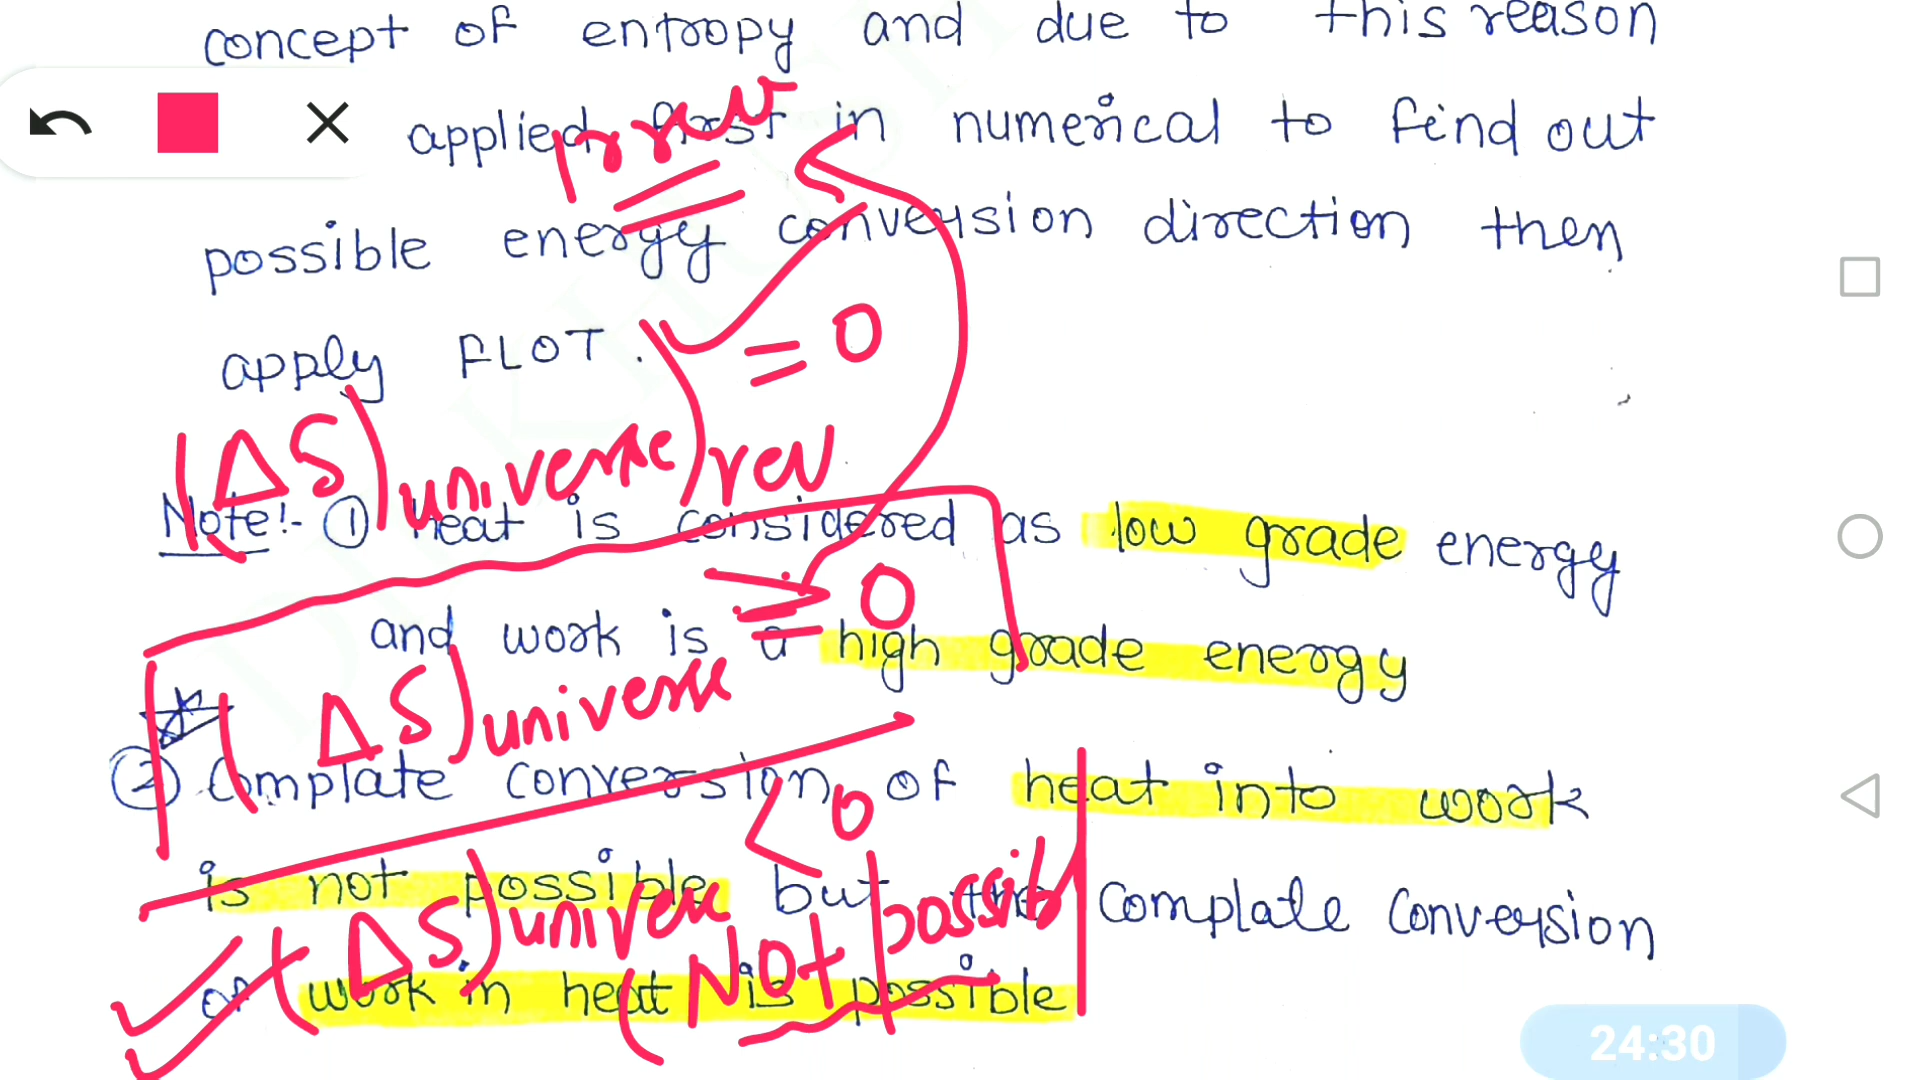 concept of entropy and due to this reason
applied first in numerical to find out
p rev
possible energy conversion direction then
apply FLOT.
= 0
(ΔS)universe)rev
Note:- ① Heat is considered as low grade energy
≥ 0
and work is a high grade energy
(ΔS)universe
② Complate conversion of heat into work
< 0
is not possible but the complate conversion
(ΔS)univere (Not possib
of work in heat is possible
24:30